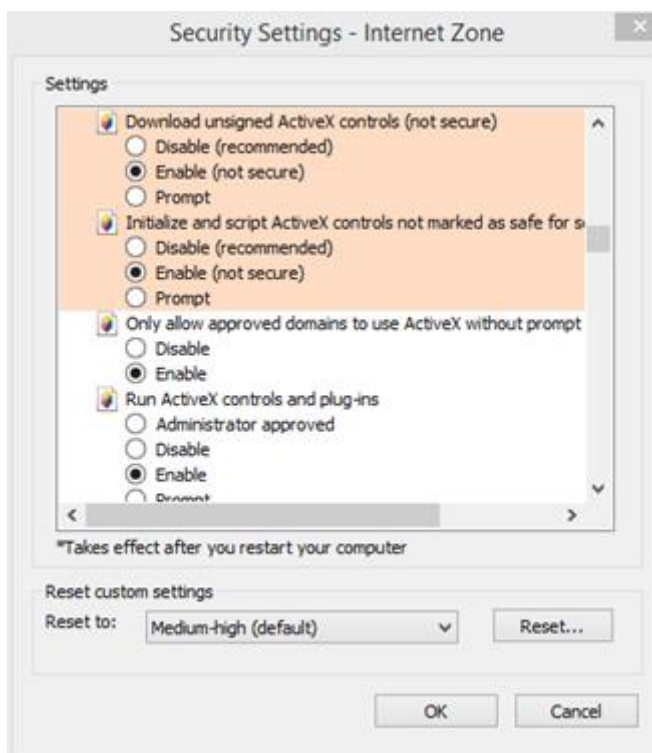 Security Settings - Internet Zone
Settings
Download unsigned ActiveX controls (not secure)
Disable (recommended)
Enable (not secure)
Prompt
Initialize and script ActiveX controls not marked as safe for
Disable (recommended)
Enable (not secure)
Prompt
Only allow approved domains to use ActiveX without prompt
Disable
Enable
Run ActiveX controls and plug-ins
Administrator approved
Disable
Enable
Prompt
*Takes effect after you restart your computer
Reset custom settings
Reset to: Medium-high (default) Reset...
OK Cancel